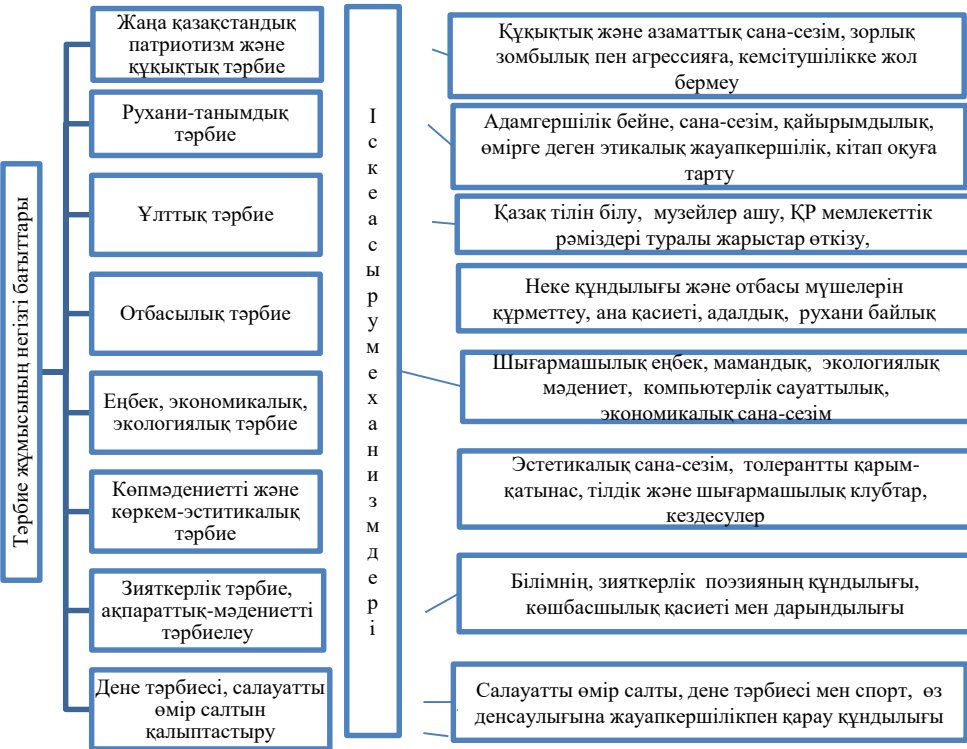 Тәрбие жұмысының негізгі бағыттары
Жаңа қазақстандық
патриотизм және
құқықтық тәрбие
Рухани-танымдық
тәрбие
Ұлттық тәрбие
Отбасылық тәрбие
Еңбек, экономикалық,
экологиялық тәрбие
Көпмәдениетті және
көркем-эститикалық
тәрбие
Зияткерлік тәрбие,
ақпараттық-мәдениетті
тәрбиелеу
Дене тәрбиесі, салауатты
өмір салтын
қалыптастыру
І
с
к
е
а
с
ы
р
у
м
е
х
а
н
и
з
м
д
е
р
і
Құқықтық және азаматтық сана-сезім, зорлық
зомбылық пен агрессияға, кемсітушілікке жол
бермеу
Адамгершілік бейне, сана-сезім, қайырымдылық,
өмірге деген этикалық жауапкершілік, кітап оқуға
тарту
Қазақ тілін білу, музейлер ашу, ҚР мемлекеттік
рәміздері туралы жарыстар өткізу,
Неке құндылығы және отбасы мүшелерін
құрметтеу, ана қасиеті, адалдық, рухани байлық
Шығармашылық еңбек, мамандық, экологиялық
мәдениет, компьютерлік сауаттылық,
экономикалық сана-сезім
Эстетикалық сана-сезім, толерантты қарым-
қатынас, тілдік және шығармашылық клубтар,
кездесулер
Білімнің, зияткерлік поэзияның құндылығы,
көшбасшылық қасиеті мен дарындылығы
Салауатты өмір салты, дене тәрбиесі мен спорт, өз
денсаулығына жауапкершілікпен қарау құндылығы